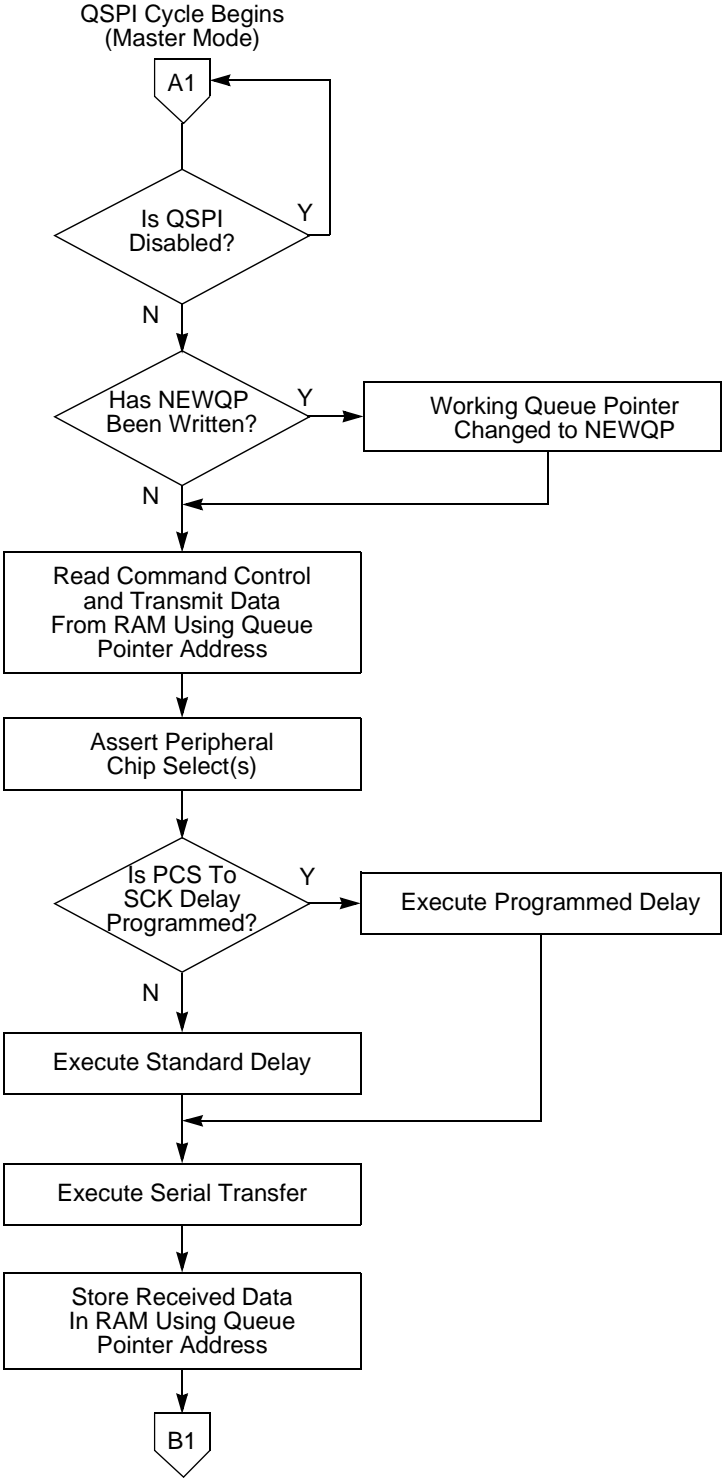 QSPI Cycle Begins
(Master Mode)
A1
Is QSPI
Disabled?
Y
N
Has NEWQP
Been Written?
Y
Working Queue Pointer
Changed to NEWQP
N
Read Command Control
and Transmit Data
From RAM Using Queue
Pointer Address
Assert Peripheral
Chip Select(s)
Is PCS To
SCK Delay
Programmed?
Y
Execute Programmed Delay
N
Execute Standard Delay
Execute Serial Transfer
Store Received Data
In RAM Using Queue
Pointer Address
B1